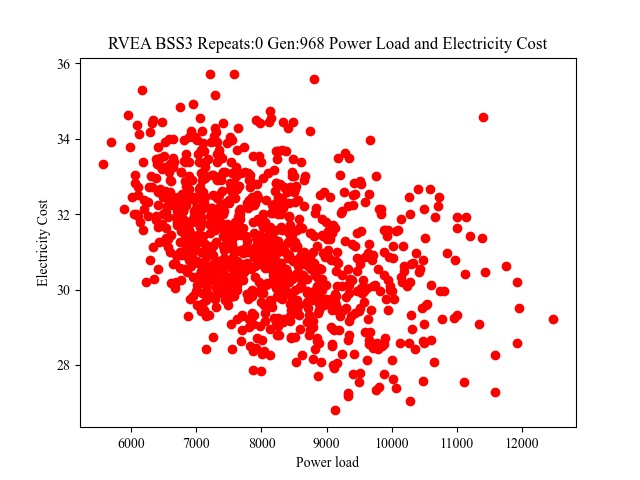 RVEA BSS3 Repeats:0 Gen:968 Power Load and Electricity Cost
36
34
32
30
28
Electricity Cost
6000 7000 8000 9000 10000 11000 12000
Power load